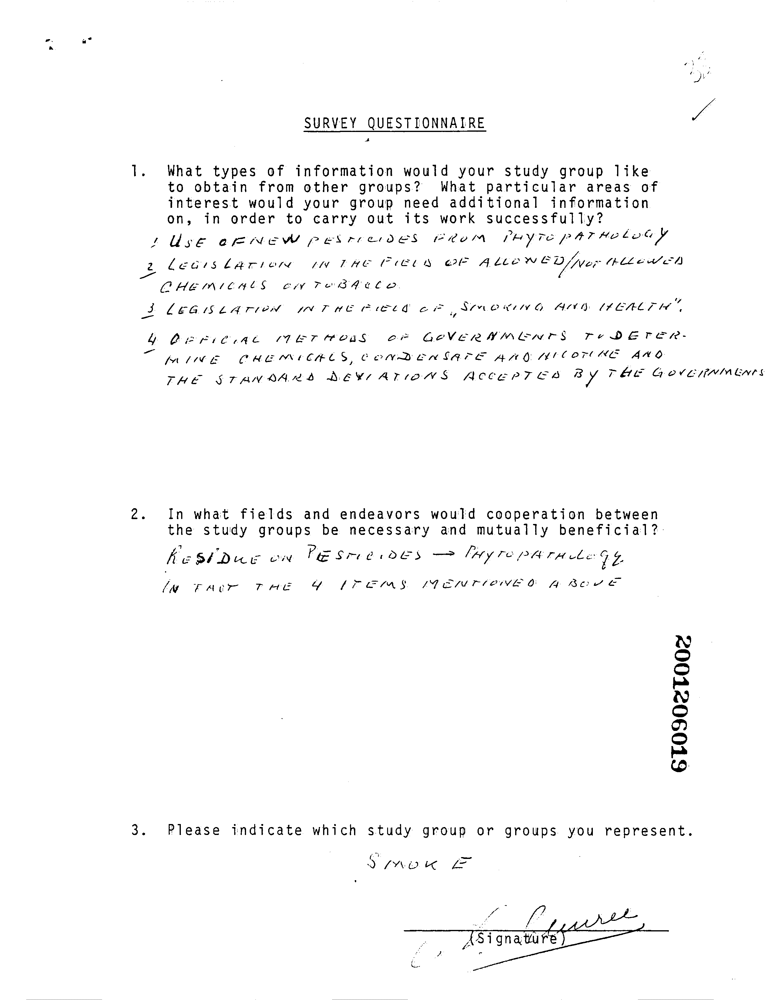 SURVEY QUESTIONNAIRE
1. What types of information would your study group like
to obtain from other groups? What particular areas of
interest would your group need additional information
on, in order to carry out its work successfully?
1 USE OF NEW PESTICIDES FROM PHYTOPATHOLOGY
2 LEGISLATION IN THE FIELD OF ALLOWED/NOT ALLOWED
CHEMICALS ON TOBACCO
3 LEGISLATION IN THE FIELD OF „SMOKING AND HEALTH".
4 OFFICIAL METHODS OF GOVERNMENTS TO DETER-
MINE CHEMICALS, CONDENSATE AND NICOTINE AND
THE STANDARD DEVIATIONS ACCEPTED BY THE GOVERNMENTS
2. In what fields and endeavors would cooperation between
the study groups be necessary and mutually beneficial?
RESIDUE ON PESTICIDES → PHYTOPATHOLOGY.
IN FACT THE 4 ITEMS MENTIONED ABOVE
2001206019
3. Please indicate which study group or groups you represent.
SMOKE
(Signature)